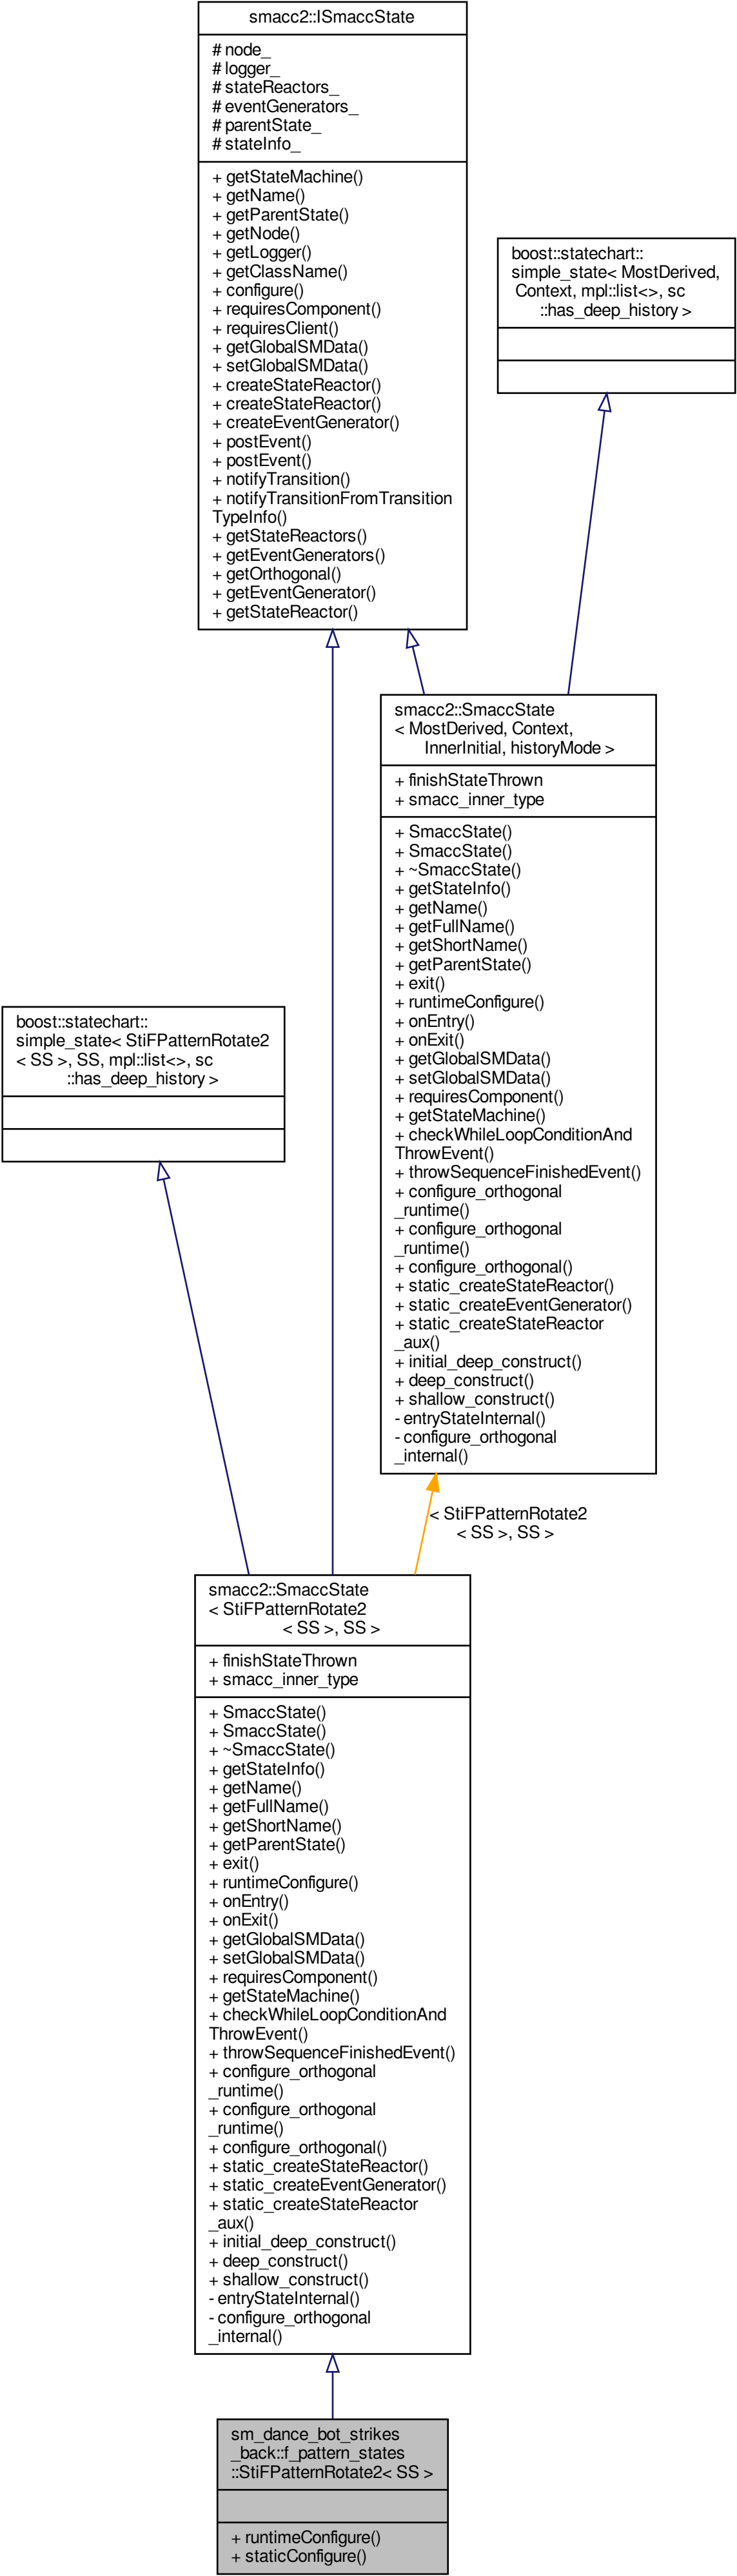 smacc2::ISmaccState
# node_
# logger_
# stateReactors_
# eventGenerators_
# parentState_
# stateInfo_
+ getStateMachine()
+ getName()
+ getParentState()
+ getNode()
+ getLogger()
+ getClassName()
+ configure()
+ requiresComponent()
+ requiresClient()
+ getGlobalSMData()
+ setGlobalSMData()
+ createStateReactor()
+ createStateReactor()
+ createEventGenerator()
+ postEvent()
+ postEvent()
+ notifyTransition()
+ notifyTransitionFromTransition
TypeInfo()
+ getStateReactors()
+ getEventGenerators()
+ getOrthogonal()
+ getEventGenerator()
+ getStateReactor()
boost::statechart::
simple_state< MostDerived,
Context, mpl::list<>, sc
::has_deep_history >
smacc2::SmaccState
< MostDerived, Context,
InnerInitial, historyMode >
+ finishStateThrown
+ smacc_inner_type
+ SmaccState()
+ SmaccState()
+ ~SmaccState()
+ getStateInfo()
+ getName()
+ getFullName()
+ getShortName()
+ getParentState()
+ exit()
+ runtimeConfigure()
+ onEntry()
+ onExit()
+ getGlobalSMData()
+ setGlobalSMData()
+ requiresComponent()
+ getStateMachine()
+ checkWhileLoopConditionAnd
ThrowEvent()
+ throwSequenceFinishedEvent()
+ configure_orthogonal
_runtime()
+ configure_orthogonal
_runtime()
+ configure_orthogonal()
+ static_createStateReactor()
+ static_createEventGenerator()
+ static_createStateReactor
_aux()
+ initial_deep_construct()
+ deep_construct()
+ shallow_construct()
- entryStateInternal()
- configure_orthogonal
_internal()
boost::statechart::
simple_state< StiFPatternRotate2
< SS >, SS, mpl::list<>, sc
::has_deep_history >
< StiFPatternRotate2
< SS >, SS >
smacc2::SmaccState
< StiFPatternRotate2
< SS >, SS >
+ finishStateThrown
+ smacc_inner_type
+ SmaccState()
+ SmaccState()
+ ~SmaccState()
+ getStateInfo()
+ getName()
+ getFullName()
+ getShortName()
+ getParentState()
+ exit()
+ runtimeConfigure()
+ onEntry()
+ onExit()
+ getGlobalSMData()
+ setGlobalSMData()
+ requiresComponent()
+ getStateMachine()
+ checkWhileLoopConditionAnd
ThrowEvent()
+ throwSequenceFinishedEvent()
+ configure_orthogonal
_runtime()
+ configure_orthogonal
_runtime()
+ configure_orthogonal()
+ static_createStateReactor()
+ static_createEventGenerator()
+ static_createStateReactor
_aux()
+ initial_deep_construct()
+ deep_construct()
+ shallow_construct()
- entryStateInternal()
- configure_orthogonal
_internal()
sm_dance_bot_strikes
_back::f_pattern_states
::StiFPatternRotate2< SS >
+ runtimeConfigure()
+ staticConfigure()